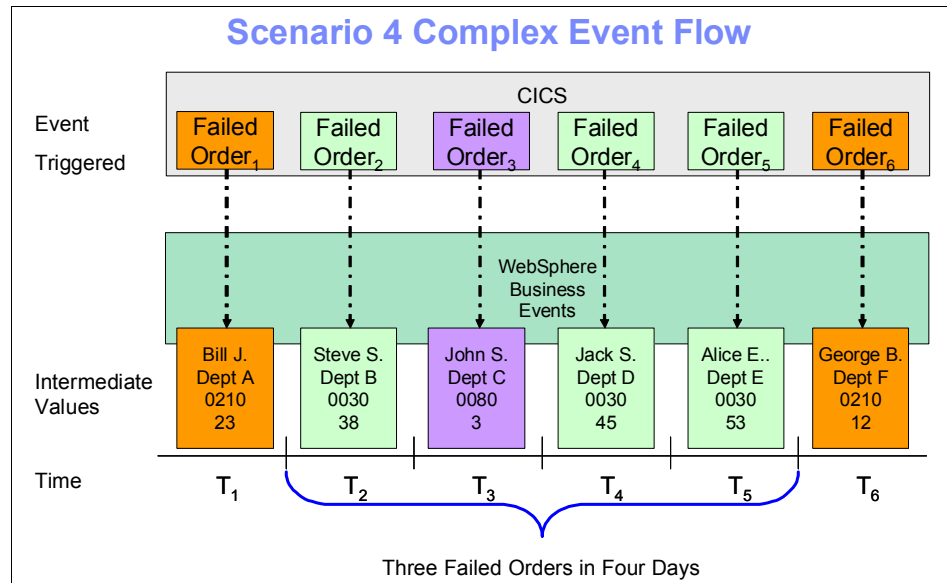 Scenario 4 Complex Event Flow
CICS
Event
Triggered
Failed
Order1
Failed
Order2
Failed
Order3
Failed
Order4
Failed
Order5
Failed
Order6
WebSphere
Business
Events
Intermediate
Values
Bill J.
Dept A
0210
23
Steve S.
Dept B
0030
38
John S.
Dept C
0080
3
Jack S.
Dept D
0030
45
Alice E..
Dept E
0030
53
George B.
Dept F
0210
12
Time
T1
T2
T3
T4
T5
T6
Three Failed Orders in Four Days